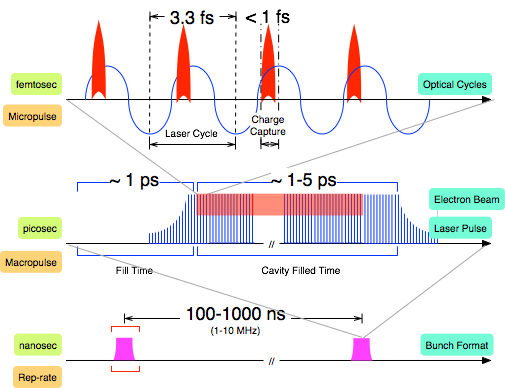 3.3 fs
< 1 fs
femtosec
Optical Cycles
Micropulse
Laser Cycle
Charge
Capture
~ 1 ps
~ 1-5 ps
Electron Beam
picosec
Laser Pulse
//
Macropulse
Fill Time
Cavity Filled Time
100-1000 ns
(1-10 MHz)
nanosec
Bunch Format
//
Rep-rate